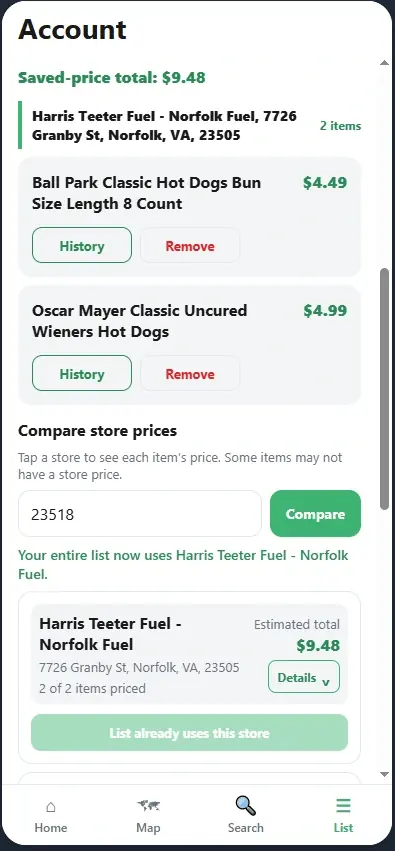 Account
Saved-price total: $9.48
Harris Teeter Fuel - Norfolk Fuel, 7726
Granby St, Norfolk, VA, 23505
2 items
Ball Park Classic Hot Dogs Bun
Size Length 8 Count
$4.49
History
Remove
Oscar Mayer Classic Uncured
Wieners Hot Dogs
$4.99
History
Remove
Compare store prices
Tap a store to see each item's price. Some items may not
have a store price.
23518
Compare
Your entire list now uses Harris Teeter Fuel - Norfolk
Fuel.
Harris Teeter Fuel -
Norfolk Fuel
Estimated total
$9.48
7726 Granby St, Norfolk, VA, 23505
2 of 2 items priced
Details
List already uses this store
Home
Map
Search
List